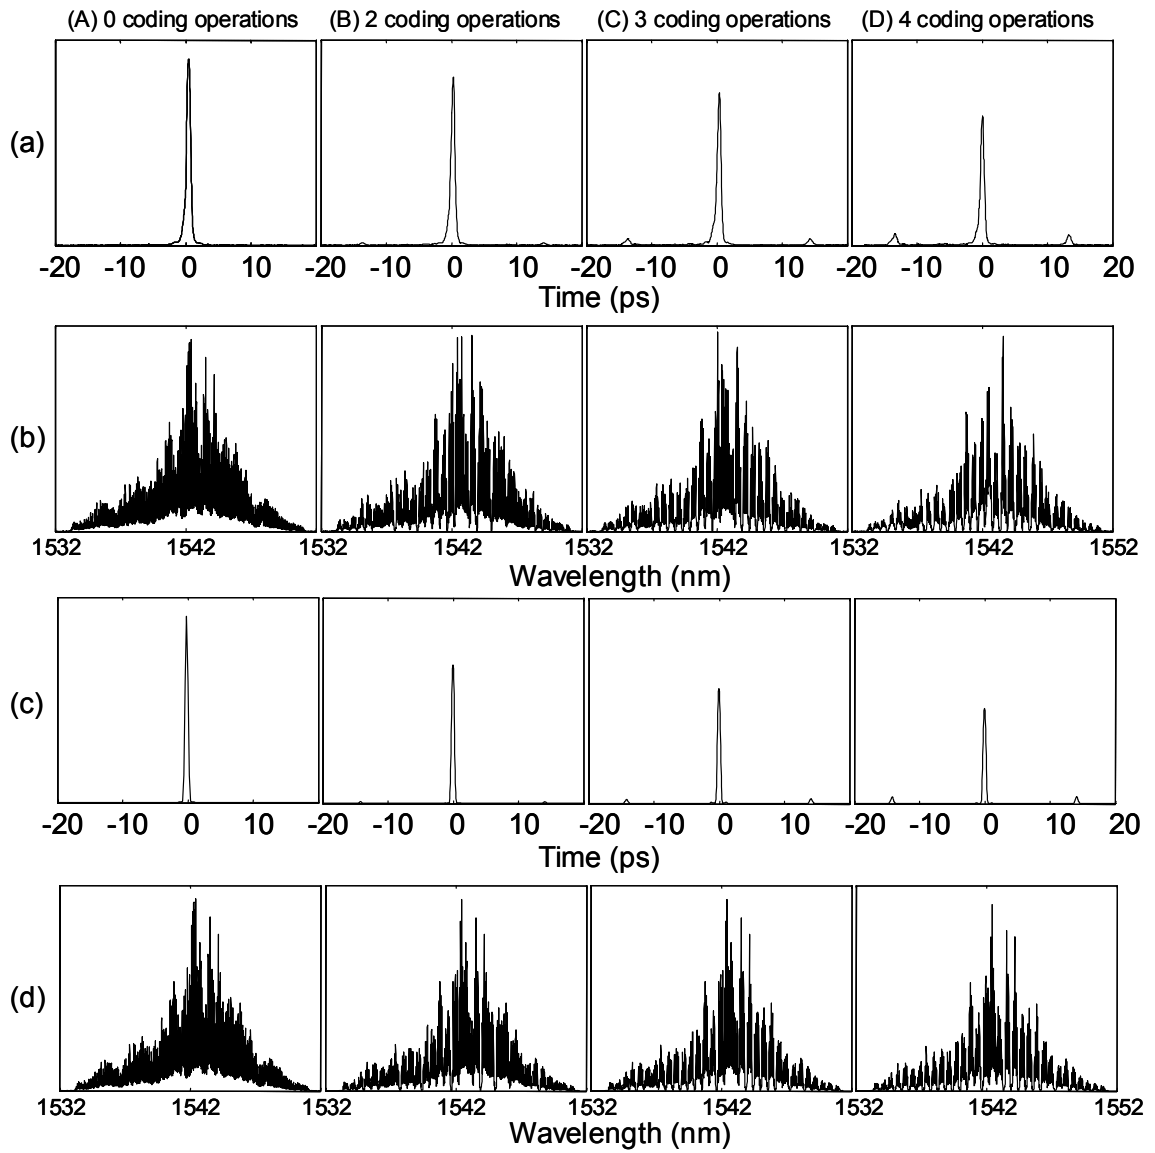 (A) 0 coding operations (B) 2 coding operations (C) 3 coding operations (D) 4 coding operations
(a)
-20 -10 0 10 -20 -10 0 10 -20 -10 0 10 -20 -10 0 10 20
Time (ps)
(b)
1532 1542 1532 1542 1532 1542 1532 1542 1552
Wavelength (nm)
(c)
-20 -10 0 10 -20 -10 0 10 -20 -10 0 10 -20 -10 0 10 20
Time (ps)
(d)
1532 1542 1532 1542 1532 1542 1532 1542 1552
Wavelength (nm)